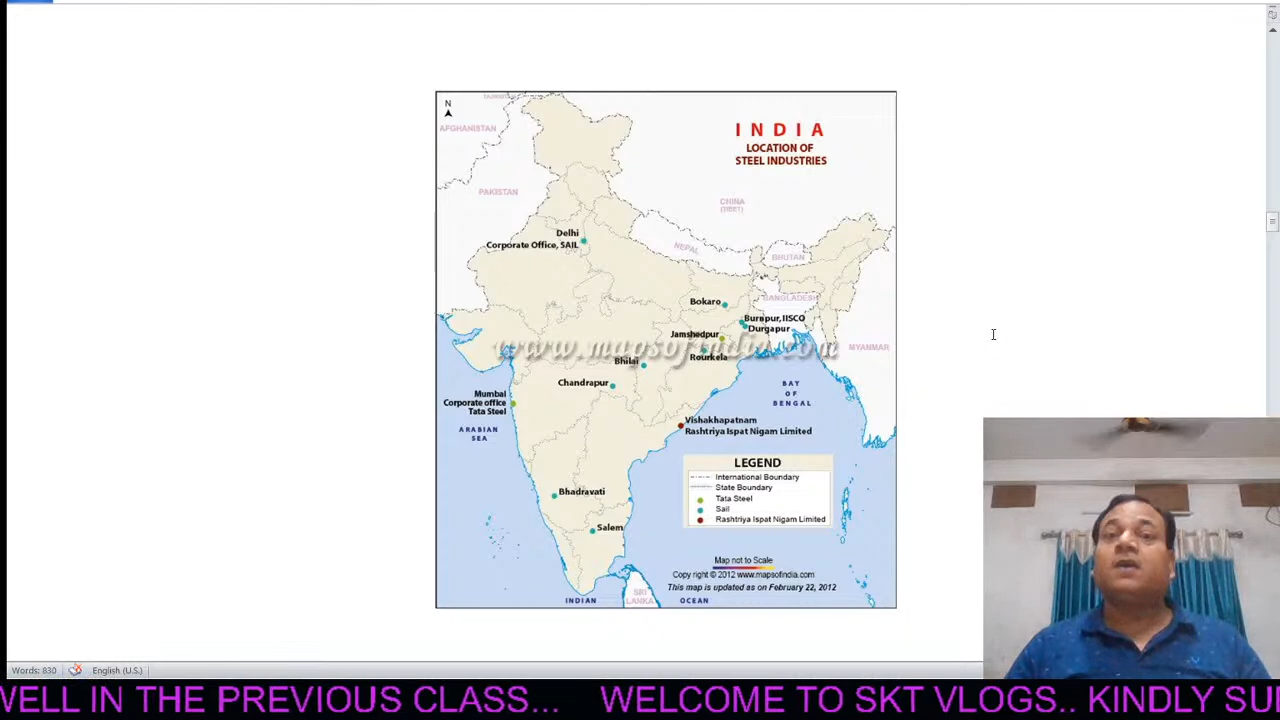 N
AFGHANISTAN
INDIA
LOCATION OF
STEEL INDUSTRIES
PAKISTAN
CHINA
(TIBET)
Delhi
Corporate Office, SAIL
NEPAL
BHUTAN
Bokaro
BANGLADESH
Burnpur, IISCO
Durgapur
Jamshedpur
www.mapsofindia.com
MYANMAR
Rourkela
Bhilai
Chandrapur
BAY
OF
BENGAL
Mumbai
Corporate office
Tata Steel
ARABIAN
SEA
Vishakhapatnam
Rashtriya Ispat Nigam Limited
LEGEND
International Boundary
State Boundary
Tata Steel
Sail
Rashtriya Ispat Nigam Limited
Bhadravati
Salem
Map not to Scale
Copy right © 2012 www.mapsofindia.com
This map is updated as on February 22, 2012
SRI
LANKA
INDIAN OCEAN
Words: 830 English (U.S.)
WELL IN THE PREVIOUS CLASS... WELCOME TO SKT VLOGS.. KINDLY SU